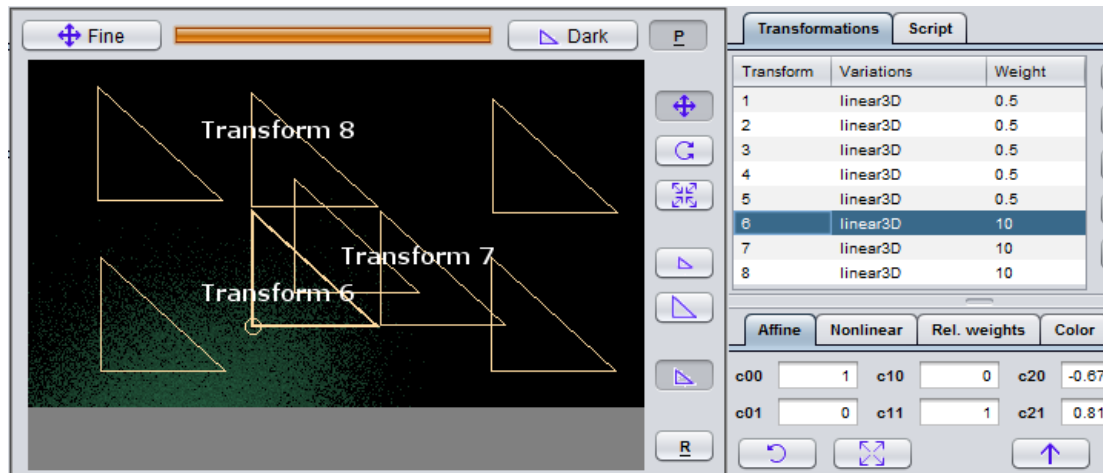 Fine Dark P
Transformations Script
Transform Variations Weight
1 linear3D 0.5
2 linear3D 0.5
3 linear3D 0.5
4 linear3D 0.5
5 linear3D 0.5
6 linear3D 10
7 linear3D 10
8 linear3D 10
Transform 8
Transform 7
Transform 6
Affine Nonlinear Rel. weights Color
c00 1 c10 0 c20 -0.67
c01 0 c11 1 c21 0.81
R